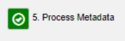 5. Process Metadata